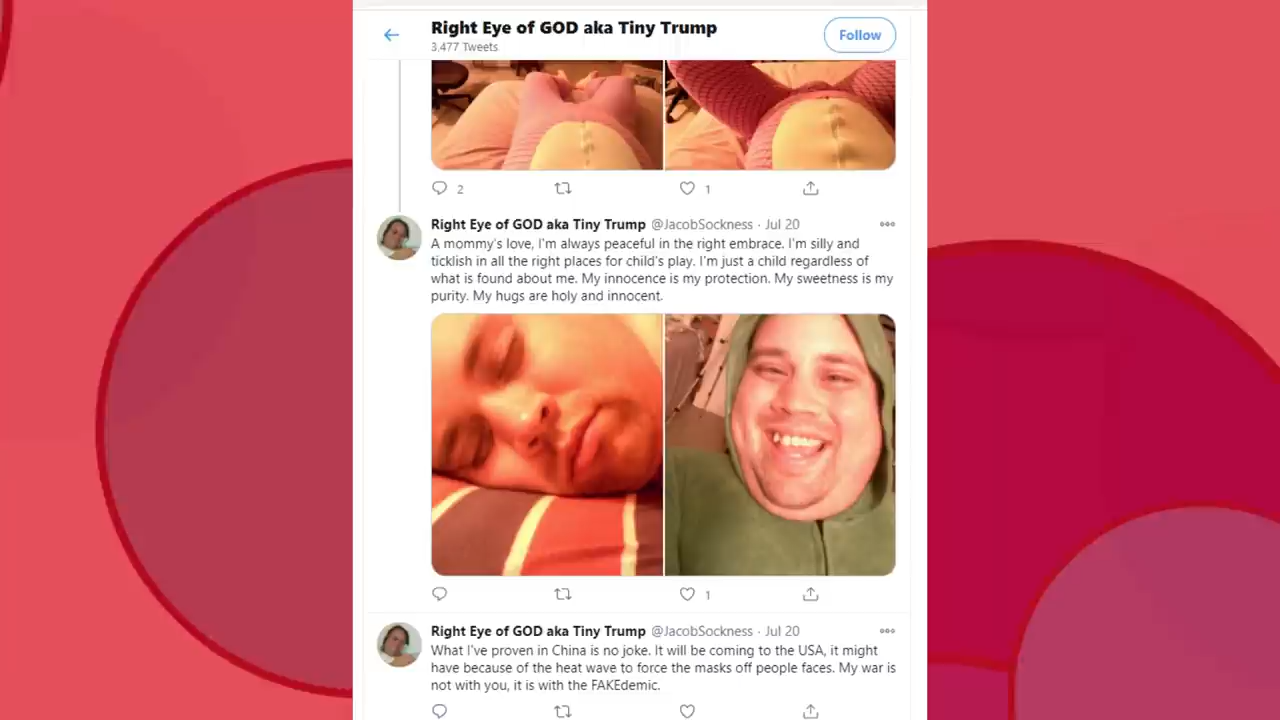 Right Eye of GOD aka Tiny Trump
3,477 Tweets
Follow
2
1
Right Eye of GOD aka Tiny Trump @JacobSockness · Jul 20
A mommy's love, I'm always peaceful in the right embrace. I'm silly and
ticklish in all the right places for child's play. I'm just a child regardless of
what is found about me. My innocence is my protection. My sweetness is my
purity. My hugs are holy and innocent.
1
Right Eye of GOD aka Tiny Trump @JacobSockness · Jul 20
What I've proven in China is no joke. It will be coming to the USA, it might
have because of the heat wave to force the masks off people faces. My war is
not with you, it is with the FAKEdemic.